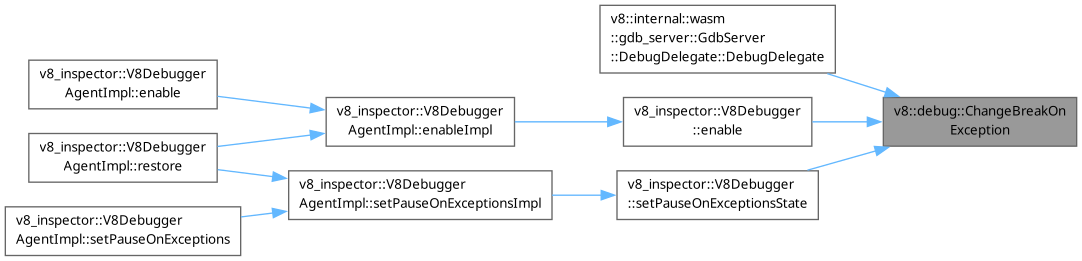 v8::internal::wasm
::gdb_server::GdbServer
::DebugDelegate::DebugDelegate
v8_inspector::V8Debugger
AgentImpl::enable
v8_inspector::V8Debugger
AgentImpl::enableImpl
v8_inspector::V8Debugger
::enable
v8::debug::ChangeBreakOn
Exception
v8_inspector::V8Debugger
AgentImpl::restore
v8_inspector::V8Debugger
AgentImpl::setPauseOnExceptionsImpl
v8_inspector::V8Debugger
::setPauseOnExceptionsState
v8_inspector::V8Debugger
AgentImpl::setPauseOnExceptions